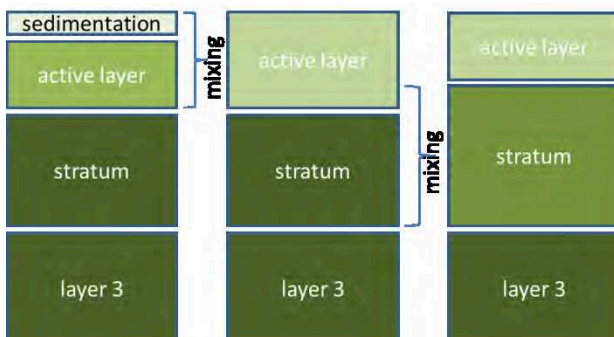 sedimentation
active layer
mixing
stratum
layer 3
active layer
stratum
mixing
layer 3
active layer
stratum
layer 3